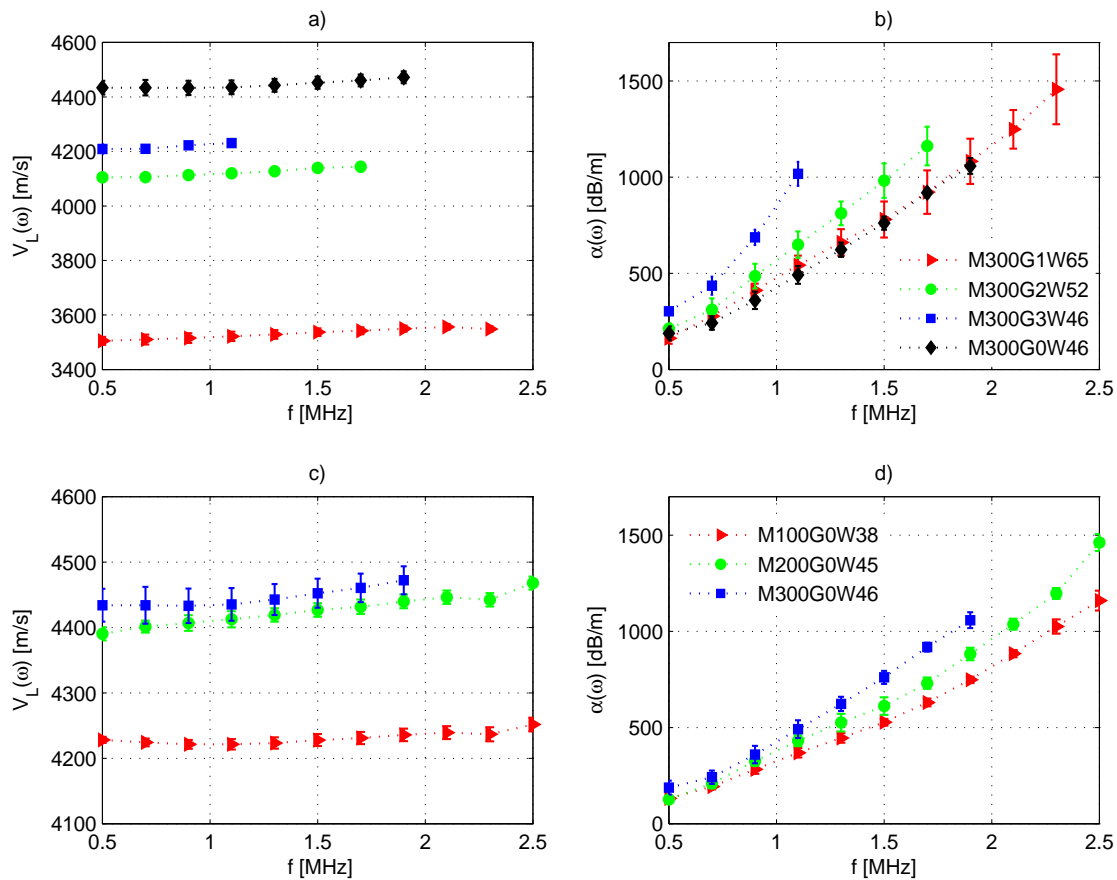 a)
4600
4400
4200
4000
3800
3600
3400
V_L(ω) [m/s]
0.5 1 1.5 2 2.5
f [MHz]
b)
1500
1000
500
0
α(ω) [dB/m]
M300G1W65
M300G2W52
M300G3W46
M300G0W46
0.5 1 1.5 2 2.5
f [MHz]
c)
4600
4500
4400
4300
4200
4100
V_L(ω) [m/s]
0.5 1 1.5 2 2.5
f [MHz]
d)
1500
1000
500
0
α(ω) [dB/m]
M100G0W38
M200G0W45
M300G0W46
0.5 1 1.5 2 2.5
f [MHz]